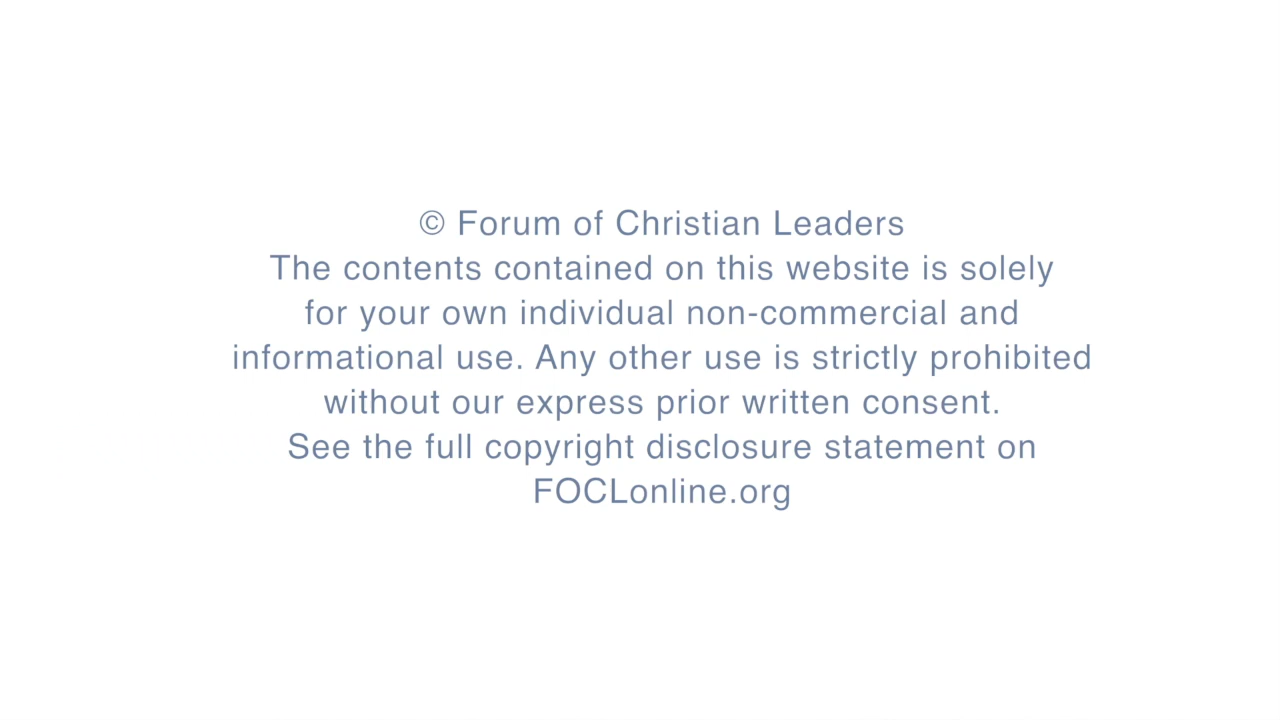 © Forum of Christian Leaders
The contents contained on this website is solely
for your own individual non-commercial and
informational use. Any other use is strictly prohibited
without our express prior written consent.
See the full copyright disclosure statement on
FOCLonline.org